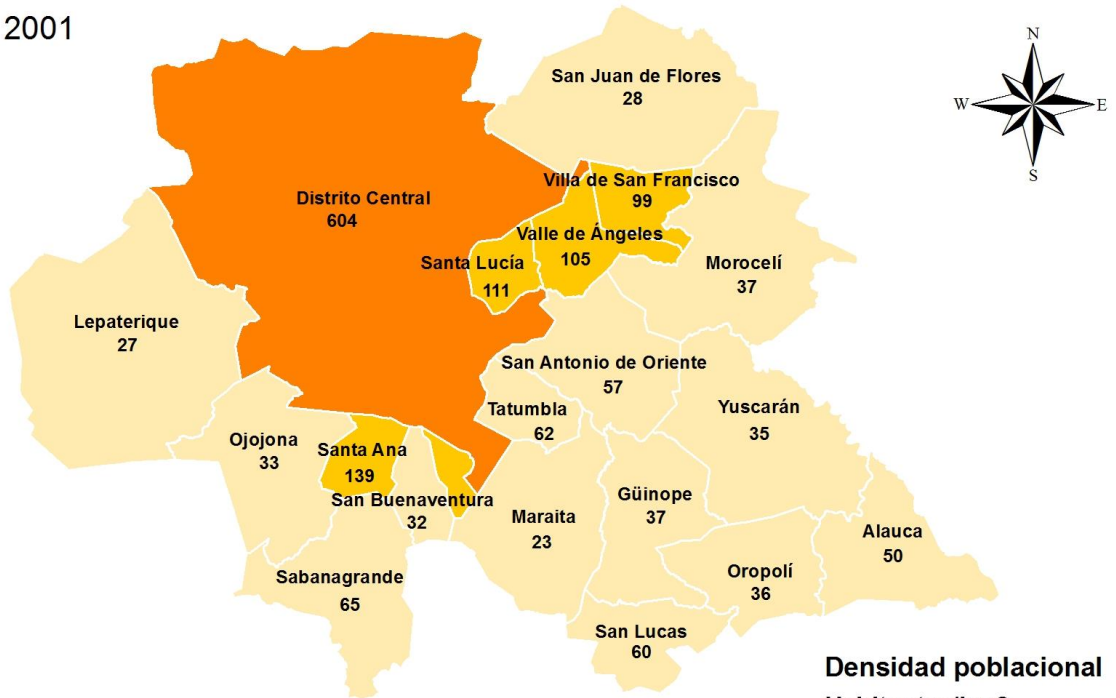 2001
N
W
E
S
San Juan de Flores
28
Distrito Central
604
Villa de San Francisco
99
Valle de Ángeles
105
Santa Lucía
111
Morocelí
37
Lepaterique
27
San Antonio de Oriente
57
Tatumbla
62
Yuscarán
35
Ojojona
33
Santa Ana
139
San Buenaventura
32
Güinope
37
Maraita
23
Alauca
50
Oropolí
36
Sabanagrande
65
San Lucas
60
Densidad poblacional